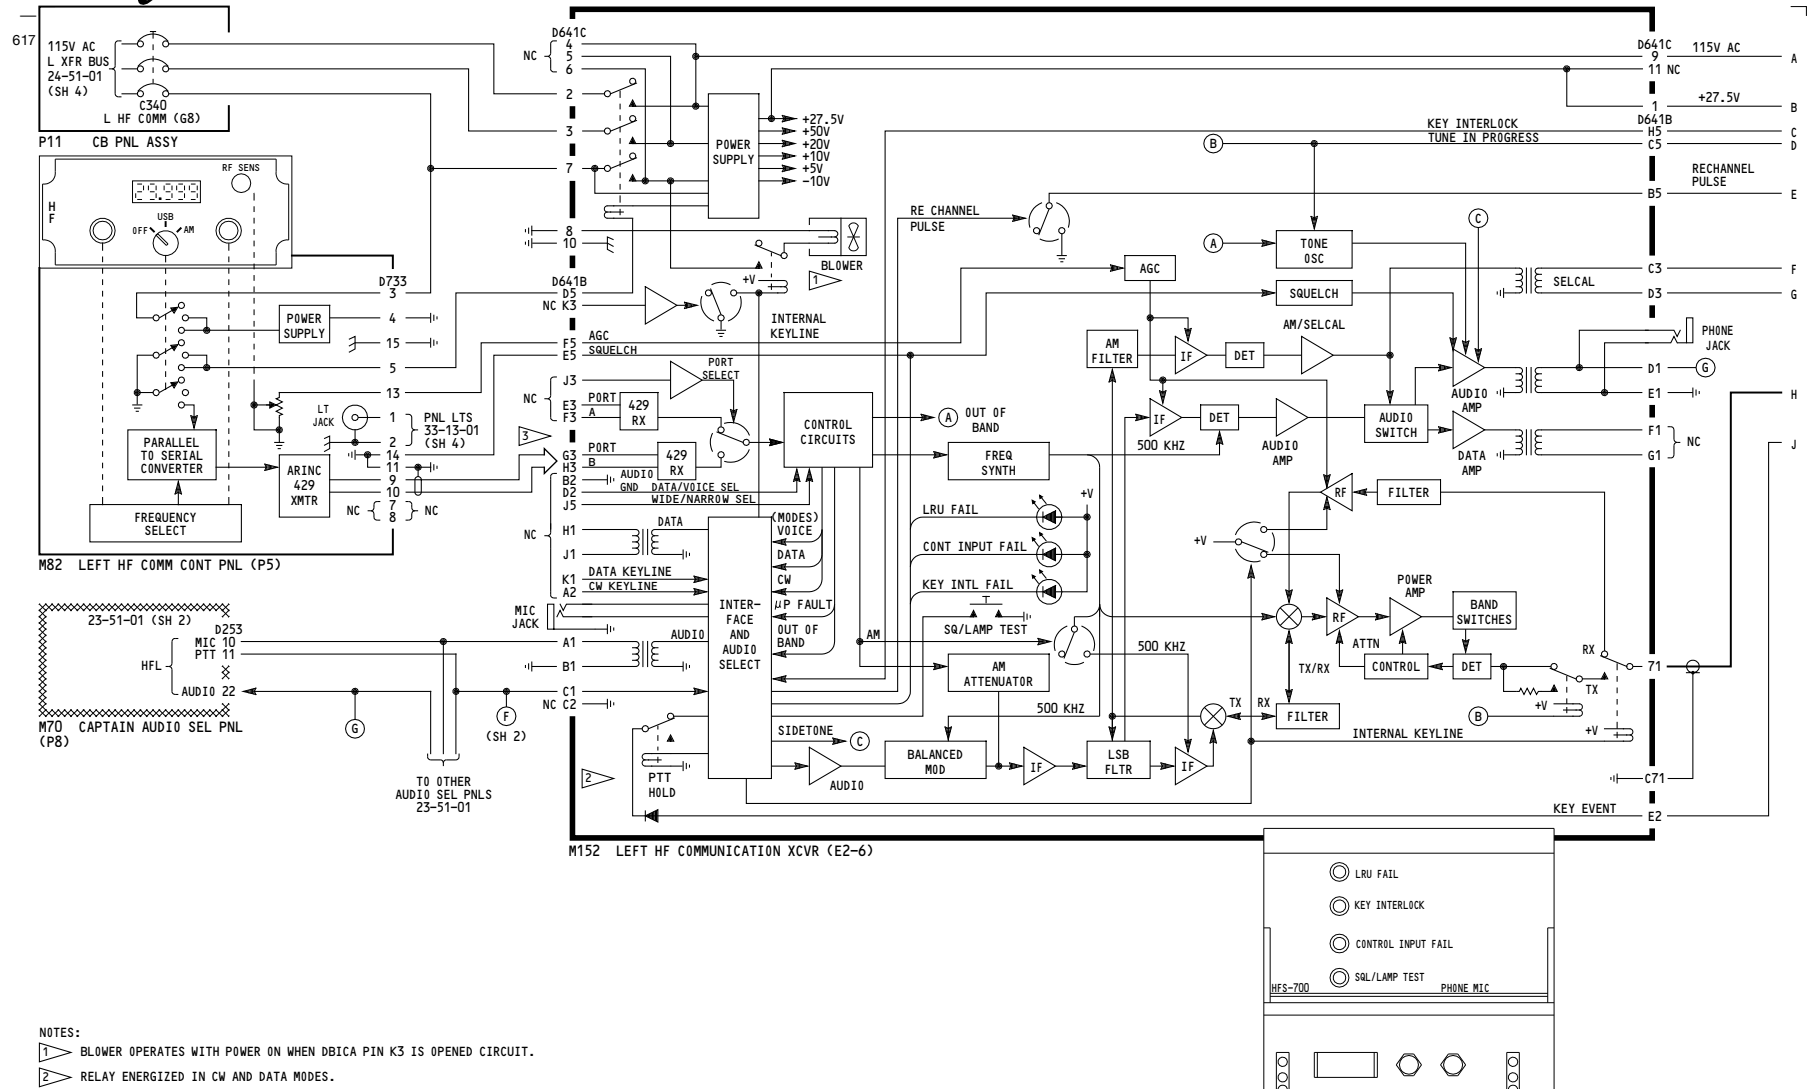 617
115V AC
L XFR BUS
24-51-01
(SH 4)
C340
L HF COMM (G8)
P11 CB PNL ASSY
RF SENS
H
F
29.999
USB
OFF
AM
D733
3
4
15
5
13
1
2
14
11
9
10
7
8
POWER
SUPPLY
LT
JACK
PNL LTS
33-13-01
(SH 4)
PARALLEL
TO SERIAL
CONVERTER
ARINC
429
XMTR
NC
NC
FREQUENCY
SELECT
M82 LEFT HF COMM CONT PNL (P5)
23-51-01 (SH 2)
D253
MIC 10
PTT 11
HFL
AUDIO 22
M70 CAPTAIN AUDIO SEL PNL
(P8)
G
F
(SH 2)
TO OTHER
AUDIO SEL PNLS
23-51-01
D641C
NC
4
5
6
2
3
7
8
10
D641B
D5
NC K3
F5 AGC
E5 SQUELCH
NC
J3
E3 PORT
F3 A
3
G3 PORT
H3 B
B2 AUDIO
D2 GND DATA/VOICE SEL
J5 WIDE/NARROW SEL
NC
H1 DATA
J1
K1 DATA KEYLINE
A2 CW KEYLINE
MIC
JACK
A1 AUDIO
B1
C1
NC C2
2
PTT
HOLD
POWER
SUPPLY
+27.5V
+50V
+20V
+10V
+5V
-10V
BLOWER
1
+V
INTERNAL
KEYLINE
PORT
SELECT
429
RX
429
RX
CONTROL
CIRCUITS
A OUT OF
BAND
FREQ
SYNTH
INTER-
FACE
AND
AUDIO
SELECT
(MODES)
VOICE
DATA
CW
µP FAULT
OUT OF
BAND
AM
LRU FAIL
CONT INPUT FAIL
KEY INTL FAIL
+V
SQ/LAMP TEST
AM
ATTENUATOR
500 KHZ
500 KHZ
SIDETONE
C
AUDIO
BALANCED
MOD
IF
LSB
FLTR
IF
RE CHANNEL
PULSE
B
KEY INTERLOCK
TUNE IN PROGRESS
A
TONE
OSC
C
AGC
SQUELCH
SELCAL
AM/SELCAL
AM
FILTER
IF
DET
IF
DET
500 KHZ
AUDIO
AMP
AUDIO
SWITCH
AUDIO
AMP
DATA
AMP
RF
FILTER
+V
POWER
AMP
RF
ATTN
BAND
SWITCHES
CONTROL
DET
TX/RX
TX RX
FILTER
RX
TX
+V
B
+V
INTERNAL KEYLINE
KEY EVENT
D641C
9 115V AC
A
11 NC
1 +27.5V
B
D641B
H5
C
C5
D
RECHANNEL
PULSE
B5
E
C3
F
D3
G
PHONE
JACK
D1
G
E1
H
F1
NC
G1
J
71
C71
E2
M152 LEFT HF COMMUNICATION XCVR (E2-6)
LRU FAIL
KEY INTERLOCK
CONTROL INPUT FAIL
SQL/LAMP TEST
HFS-700
PHONE MIC
NOTES:
1 BLOWER OPERATES WITH POWER ON WHEN DBICA PIN K3 IS OPENED CIRCUIT.
2 RELAY ENERGIZED IN CW AND DATA MODES.